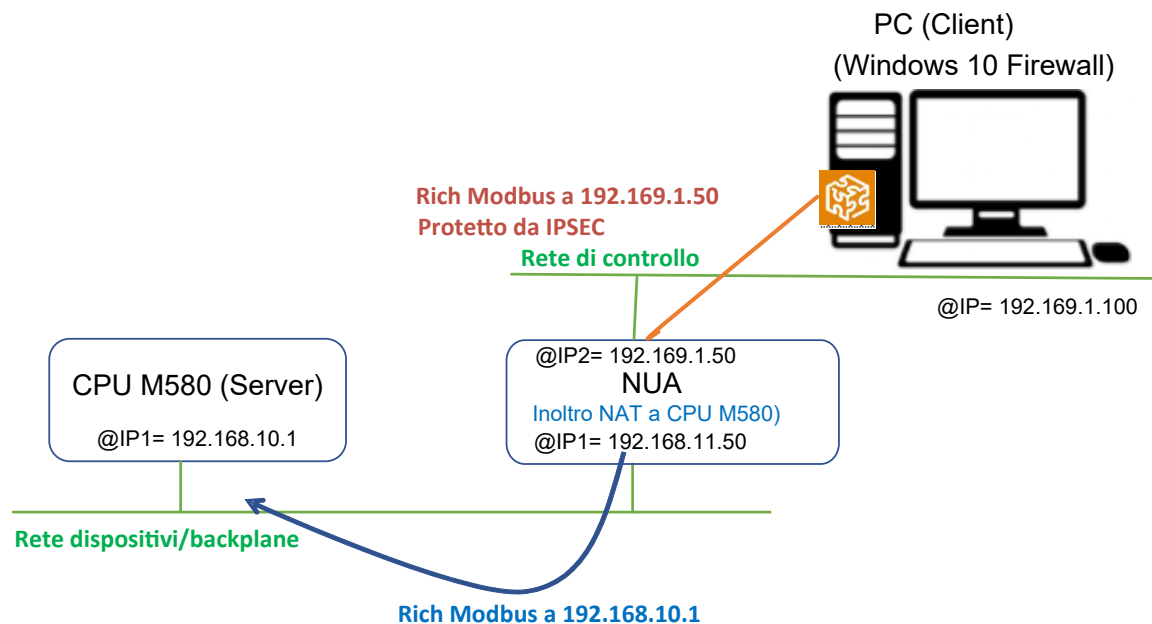 PC (Client)
(Windows 10 Firewall)
Rich Modbus a 192.169.1.50
Protetto da IPSEC
Rete di controllo
@IP= 192.169.1.100
@IP2= 192.169.1.50
NUA
Inoltro NAT a CPU M580)
@IP1= 192.168.11.50
CPU M580 (Server)
@IP1= 192.168.10.1
Rete dispositivi/backplane
Rich Modbus a 192.168.10.1